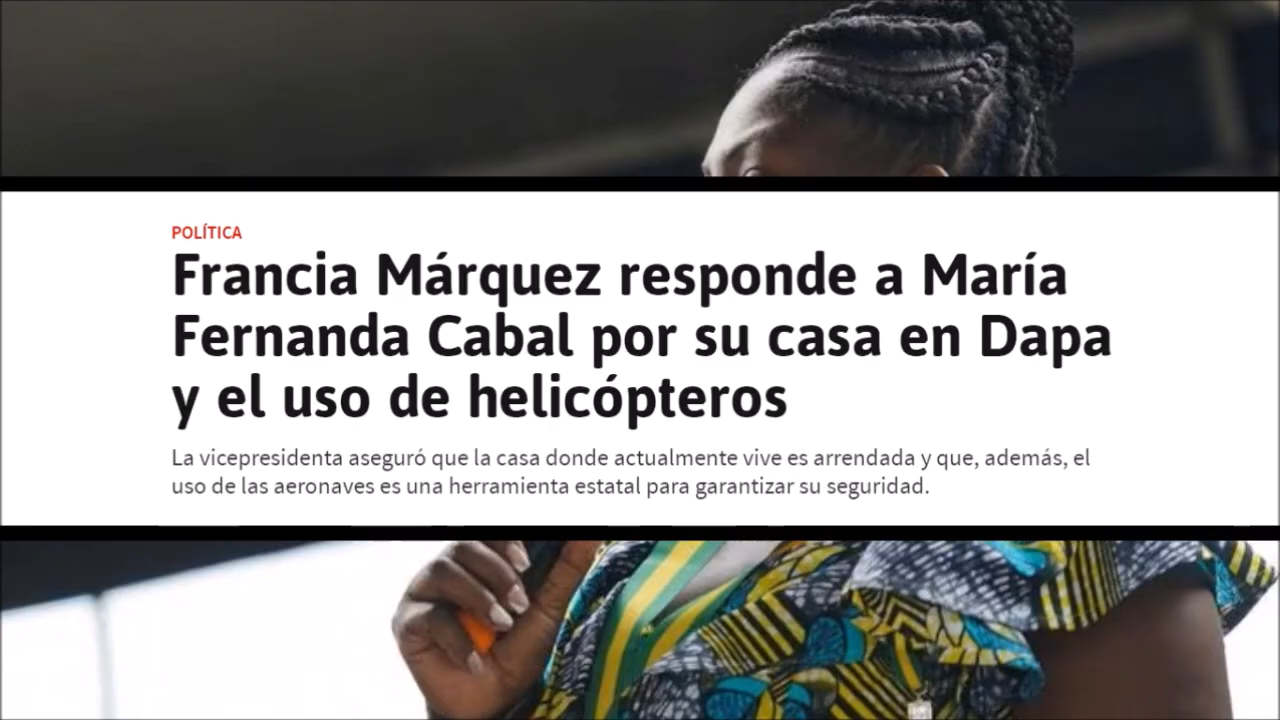 POLÍTICA
Francia Márquez responde a María
Fernanda Cabal por su casa en Dapa
y el uso de helicópteros
La vicepresidenta aseguró que la casa donde actualmente vive es arrendada y que, además, el
uso de las aeronaves es una herramienta estatal para garantizar su seguridad.